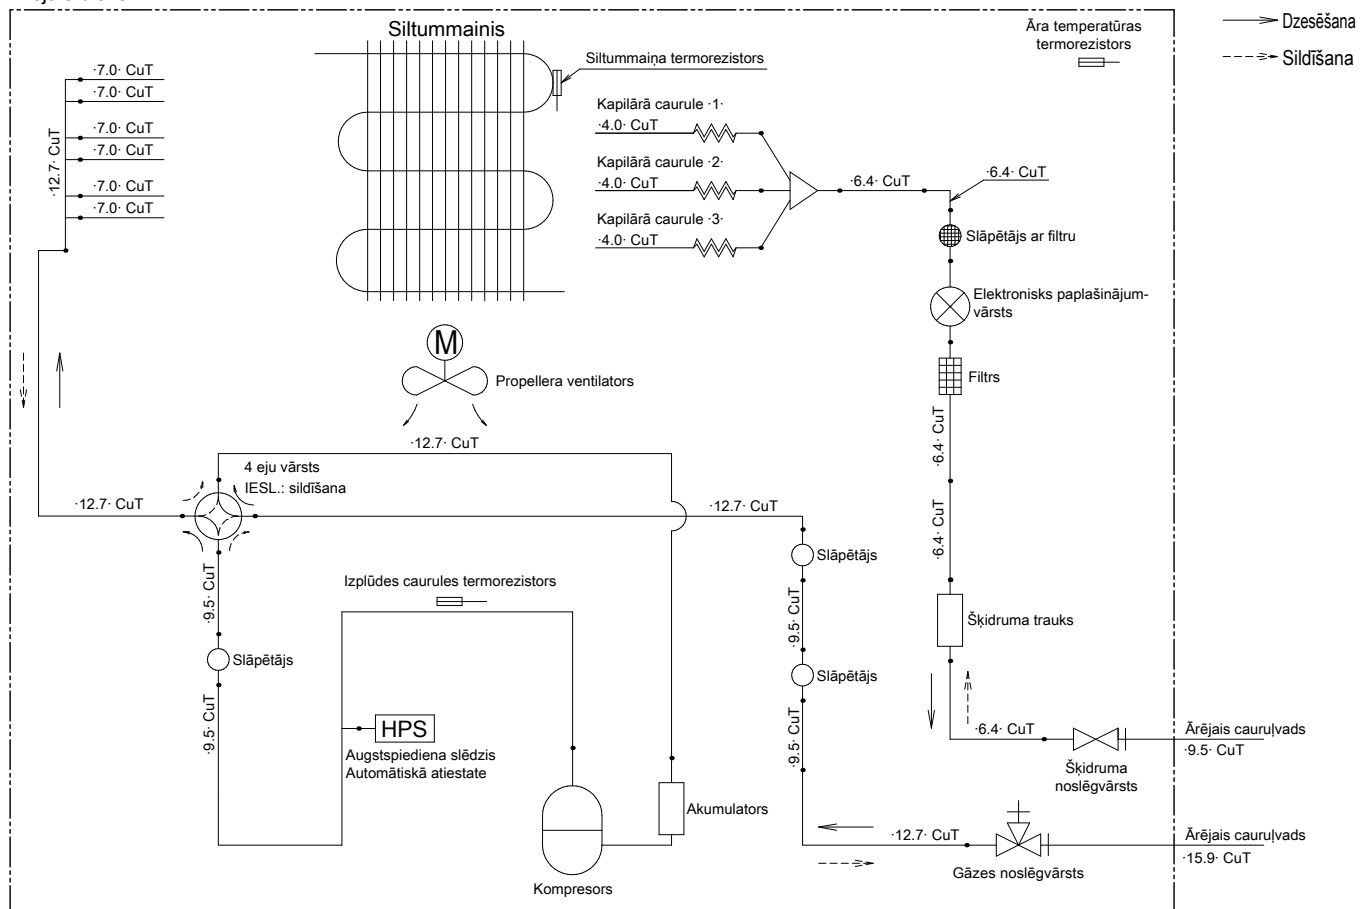 Siltummainis
Āra temperatūras
termorezistors
Dzesēšana
Sildīšana
Siltummaiņa termorezistors
·7.0· CuT
·7.0· CuT
·7.0· CuT
·7.0· CuT
·7.0· CuT
·7.0· CuT
·12.7· CuT
Kapilārā caurule ·1·
·4.0· CuT
Kapilārā caurule ·2·
·4.0· CuT
Kapilārā caurule ·3·
·4.0· CuT
·6.4· CuT
·6.4· CuT
Slāpētājs ar filtru
Elektronisks paplašinājum-
vārsts
Filtrs
·6.4· CuT
·6.4· CuT
Šķidruma trauks
M
Propellera ventilators
·12.7· CuT
4 eju vārsts
IESL.: sildīšana
·12.7· CuT
·12.7· CuT
Slāpētājs
·9.5· CuT
Slāpētājs
·9.5· CuT
Izplūdes caurules termorezistors
·9.5· CuT
Slāpētājs
·9.5· CuT
HPS
Augstspiediena slēdzis
Automātiskā atiestate
Kompresors
Akumulators
·6.4· CuT
Šķidruma
noslēgvārsts
Ārējais cauruļvads
·9.5· CuT
·12.7· CuT
Gāzes noslēgvārsts
Ārējais cauruļvads
·15.9· CuT